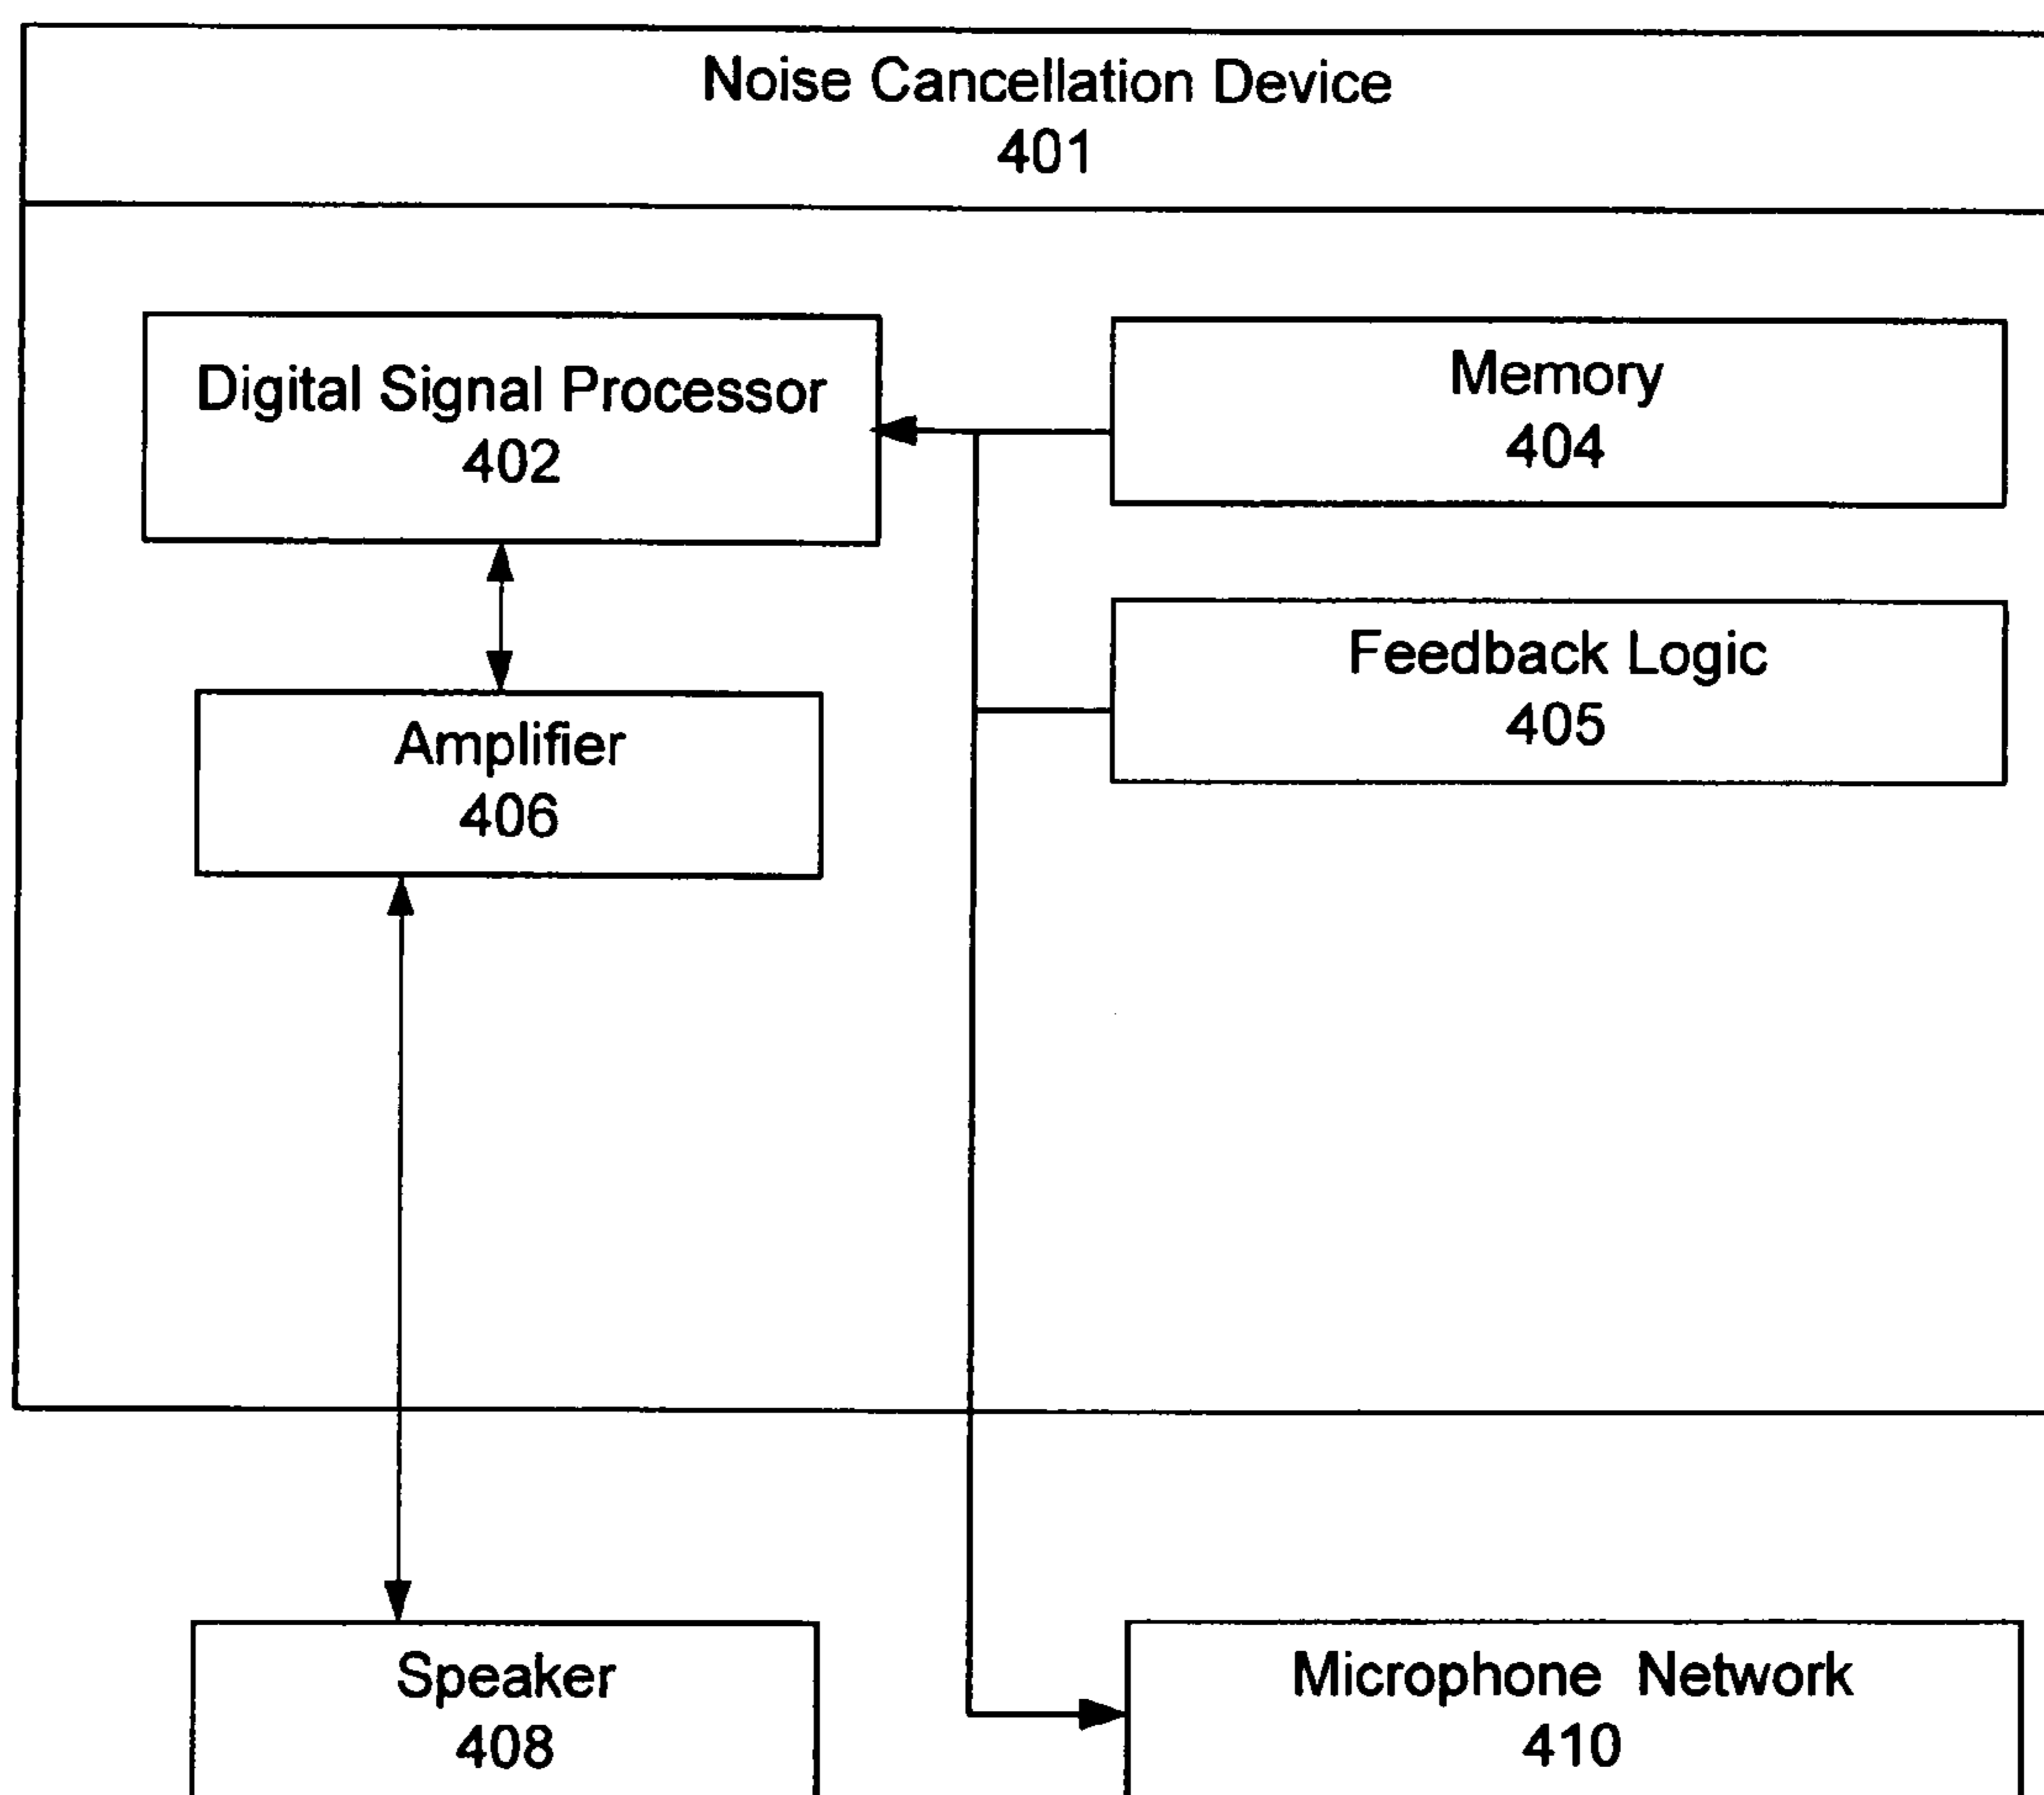 Noise Cancellation Device
401
Digital Signal Processor
402
Memory
404
Feedback Logic
405
Amplifier
406
Speaker
408
Microphone Network
410